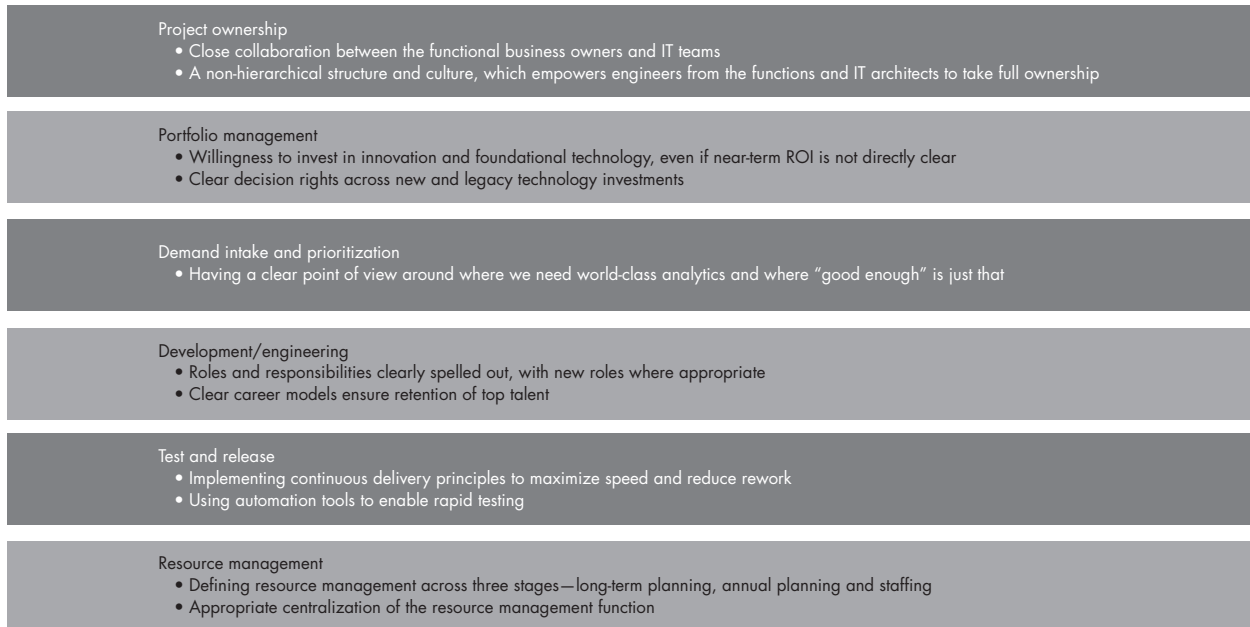 Project ownership
• Close collaboration between the functional business owners and IT teams
• A non-hierarchical structure and culture, which empowers engineers from the functions and IT architects to take full ownership
Portfolio management
• Willingness to invest in innovation and foundational technology, even if near-term ROI is not directly clear
• Clear decision rights across new and legacy technology investments
Demand intake and prioritization
• Having a clear point of view around where we need world-class analytics and where “good enough” is just that
Development/engineering
• Roles and responsibilities clearly spelled out, with new roles where appropriate
• Clear career models ensure retention of top talent
Test and release
• Implementing continuous delivery principles to maximize speed and reduce rework
• Using automation tools to enable rapid testing
Resource management
• Defining resource management across three stages—long-term planning, annual planning and staffing
• Appropriate centralization of the resource management function